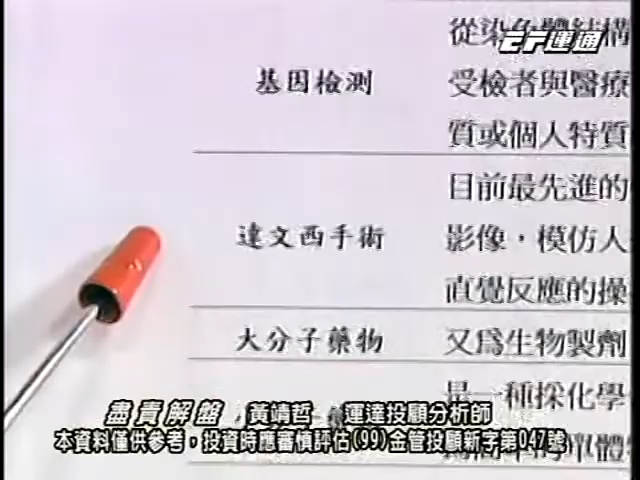 運通
從染色體結構
基因檢測
受檢者與醫療
質或個人特質
目前最先進的
達文西手術
影像，模仿人
直覺反應的操
大分子藥物
又爲生物製劑
是一種採化學
盡責解盤 黃靖哲 運達投顧分析師
本資料僅供參考，投資時應審慎評估(99)金管投顧新字第047號